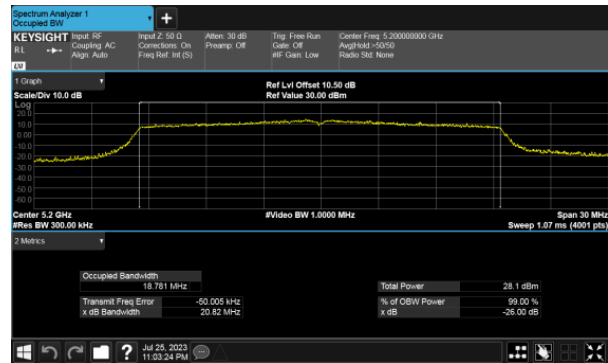 Spectrum Analyzer 1
Occupied BW
+
KEYSIGHT Input: RF Input Z: 50 Ω Atten: 30 dB Trig: Free Run Center Freq: 5.200000000 GHz
R L Coupling: AC Corrections: On Preamp: Off Gate: Off Avg|Hold:>50/50
Align: Auto Freq Ref: Int (S) #IF Gain: Low Radio Std: None
LXI
1 Graph Ref Lvl Offset 10.50 dB
Scale/Div 10.0 dB Ref Value 30.00 dBm
Log
20.0
10.0
0.00
-10.0
-20.0
-30.0
-40.0
-50.0
-60.0
Center 5.2 GHz #Video BW 1.0000 MHz Span 30 MHz
#Res BW 300.00 kHz Sweep 1.07 ms (4001 pts)
2 Metrics
Occupied Bandwidth
18.781 MHz Total Power 28.1 dBm
Transmit Freq Error -50.005 kHz % of OBW Power 99.00 %
x dB Bandwidth 20.82 MHz x dB -26.00 dB
? Jul 25, 2023
11:03:24 PM